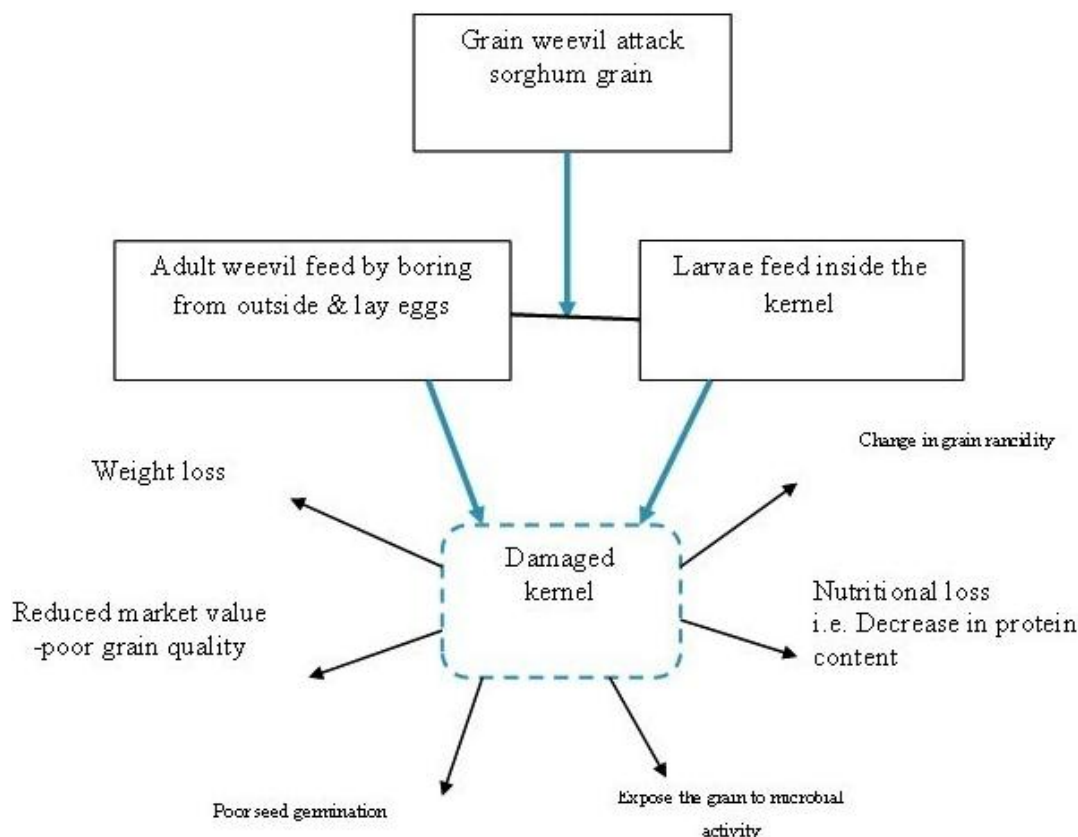 Grain weevil attack
sorghum grain
Adult weevil feed by boring
from outside & lay eggs
Larvae feed inside the
kernel
Change in grain rancidity
Weight loss
Damaged
kernel
Nutritional loss
i.e. Decrease in protein
content
Reduced market value
-poor grain quality
Poor seed germination
Expose the grain to microbial
activity